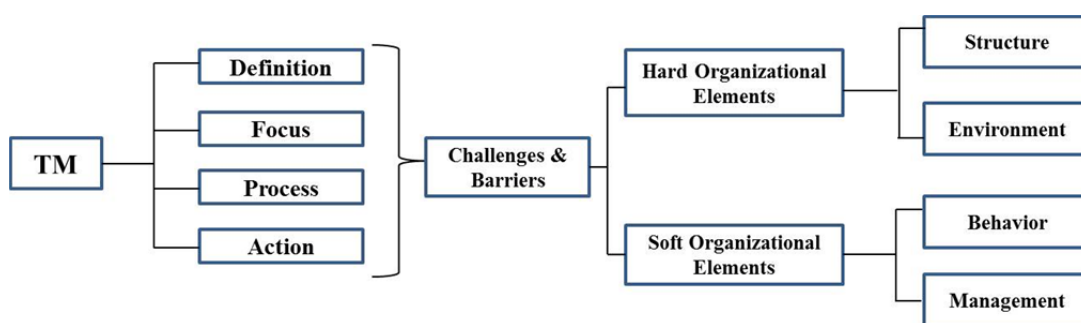 TM
Definition
Focus
Process
Action
Challenges &
Barriers
Hard Organizational
Elements
Soft Organizational
Elements
Structure
Environment
Behavior
Management